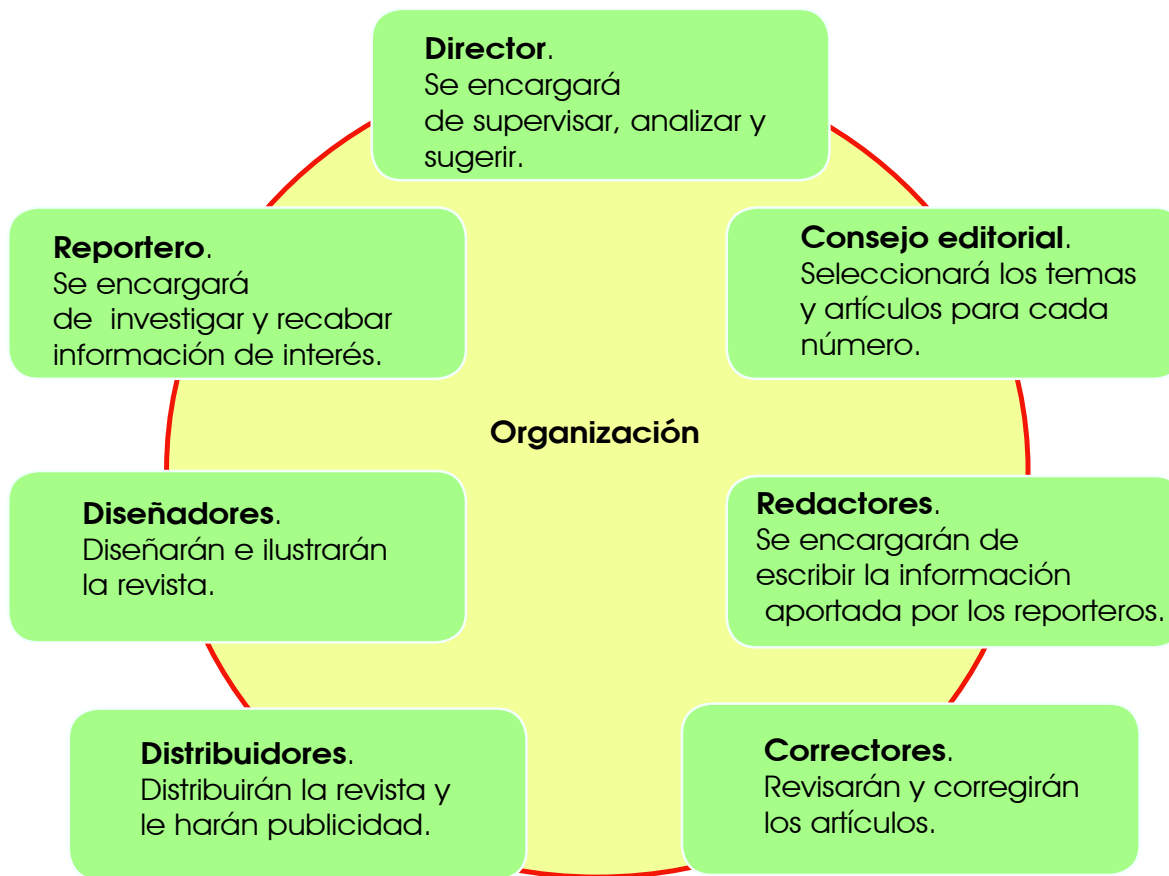 Director.
Se encargará
de supervisar, analizar y
sugerir.
Reportero.
Se encargará
de investigar y recabar
información de interés.
Consejo editorial.
Seleccionará los temas
y artículos para cada
número.
Organización
Diseñadores.
Diseñarán e ilustrarán
la revista.
Redactores.
Se encargarán de
escribir la información
aportada por los reporteros.
Distribuidores.
Distribuirán la revista y
le harán publicidad.
Correctores.
Revisarán y corregirán
los artículos.